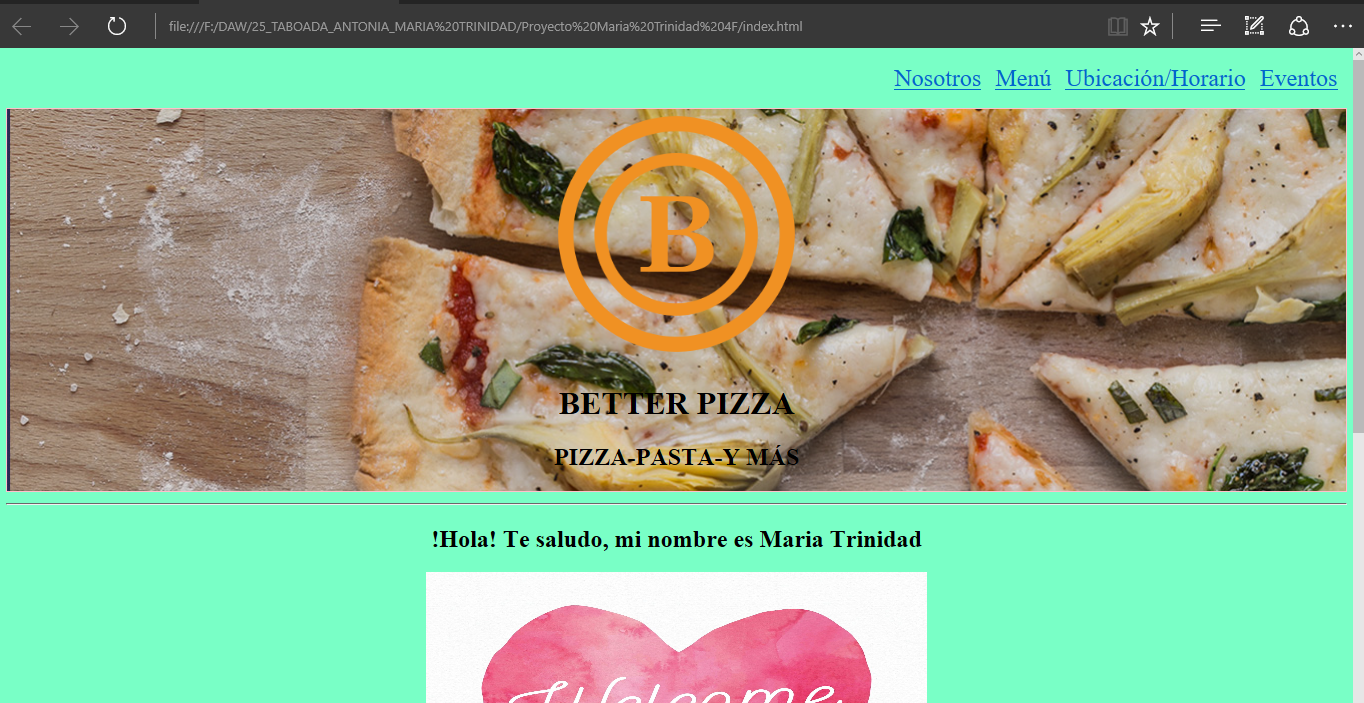 file:///F:/DAW/25_TABOADA_ANTONIA_MARIA%20TRINIDAD/Proyecto%20Maria%20Trinidad%204F/index.html
Nosotros Menú Ubicación/Horario Eventos
B
BETTER PIZZA
PIZZA-PASTA-Y MÁS
!Hola! Te saludo, mi nombre es Maria Trinidad
Welcome